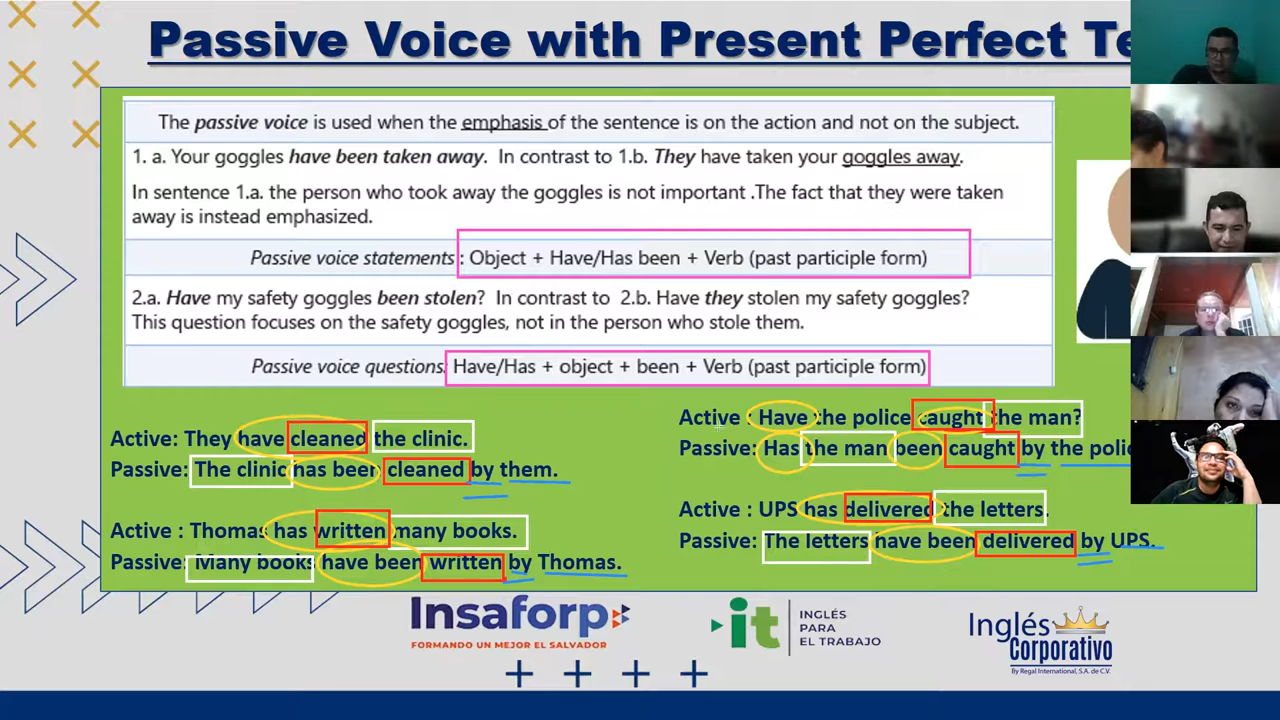 Passive Voice with Present Perfect Te
The passive voice is used when the emphasis of the sentence is on the action and not on the subject.
1. a. Your goggles have been taken away. In contrast to 1.b. They have taken your goggles away.
In sentence 1.a. the person who took away the goggles is not important .The fact that they were taken
away is instead emphasized.
Passive voice statements : Object + Have/Has been + Verb (past participle form)
2.a. Have my safety goggles been stolen? In contrast to 2.b. Have they stolen my safety goggles?
This question focuses on the safety goggles, not in the person who stole them.
Passive voice questions: Have/Has + object + been + Verb (past participle form)
Active: They have cleaned the clinic.
Passive: The clinic has been cleaned by them.
Active : Thomas has written many books.
Passive: Many books have been written by Thomas.
Active : Have the police caught the man?
Passive: Has the man been caught by the polic
Active : UPS has delivered the letters.
Passive: The letters have been delivered by UPS.
Insaforp
FORMANDO UN MEJOR EL SALVADOR
it
INGLÉS
PARA
EL TRABAJO
Inglés
Corporativo
By Regal International, S.A. de C.V.